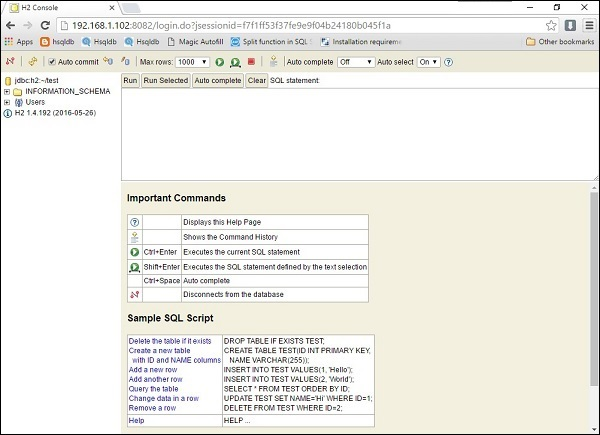 H2 Console
192.168.1.102:8082/login.do?jsessionid=f7f1ff53f37fe9e9f04b24180b045f1a
Apps Bluehost hsqldb Hsqldb Hsqldb Magic Autofill Split function in SQL Installation requireme Other bookmarks
Auto commit Max rows: 1000 Auto complete Off Auto select On
jdbc:h2:~/test
INFORMATION_SCHEMA
Users
H2 1.4.192 (2016-05-26)
Run Run Selected Auto complete Clear SQL statement:
Important Commands
Displays this Help Page
Shows the Command History
Ctrl+Enter Executes the current SQL statement
Shift+Enter Executes the SQL statement defined by the text selection
Ctrl+Space Auto complete
Disconnects from the database
Sample SQL Script
Delete the table if it exists DROP TABLE IF EXISTS TEST;
Create a new table CREATE TABLE TEST(ID INT PRIMARY KEY,
with ID and NAME columns NAME VARCHAR(255));
Add a new row INSERT INTO TEST VALUES(1, 'Hello');
Add another row INSERT INTO TEST VALUES(2, 'World');
Query the table SELECT * FROM TEST ORDER BY ID;
Change data in a row UPDATE TEST SET NAME='Hi' WHERE ID=1;
Remove a row DELETE FROM TEST WHERE ID=2;
Help HELP ...